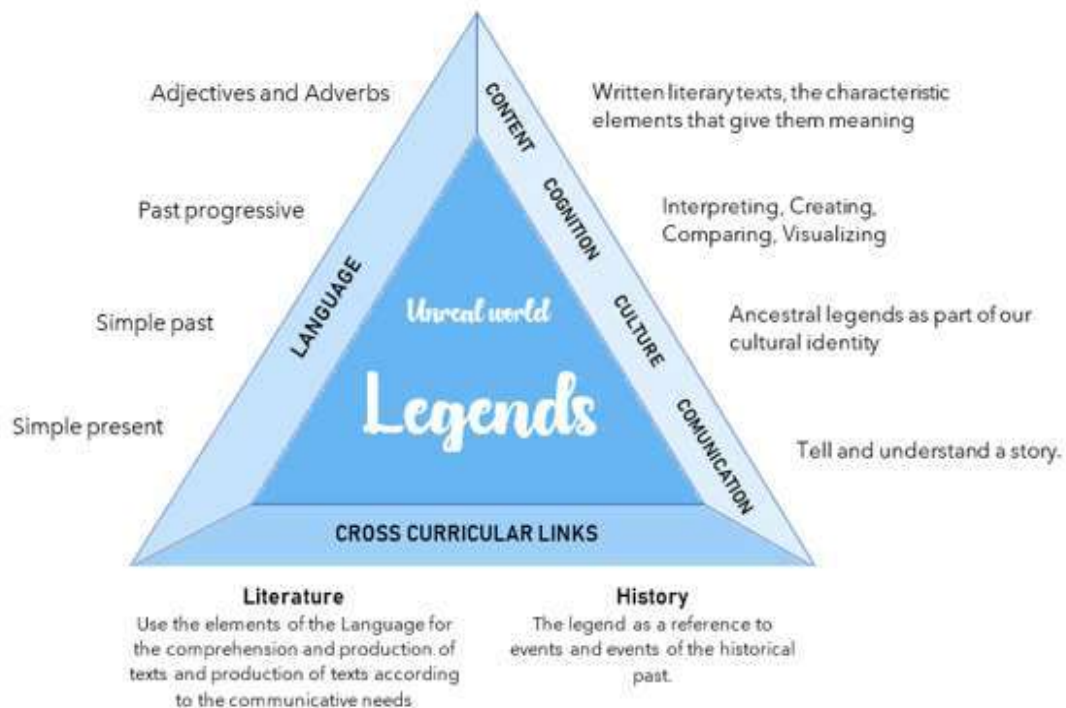 Adjectives and Adverbs
Past progressive
Simple past
Simple present
LANGUAGE
Unreal world
Legends
CONTENT
Written literary texts, the characteristic
elements that give them meaning
COGNITION
Interpreting, Creating,
Comparing, Visualizing
CULTURE
Ancestral legends as part of our
cultural identity
COMUNICATION
Tell and understand a story.
CROSS CURRICULAR LINKS
Literature
Use the elements of the Language for
the comprehension and production of
texts and production of texts according
to the communicative needs
History
The legend as a reference to
events and events of the historical
past.